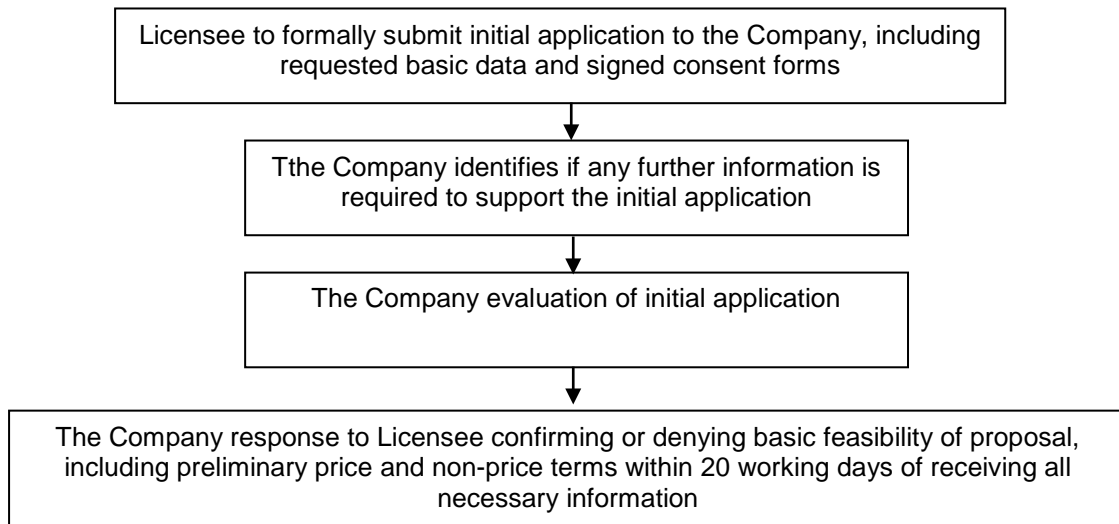 Licensee to formally submit initial application to the Company, including
requested basic data and signed consent forms
Tthe Company identifies if any further information is
required to support the initial application
The Company evaluation of initial application
The Company response to Licensee confirming or denying basic feasibility of proposal,
including preliminary price and non-price terms within 20 working days of receiving all
necessary information